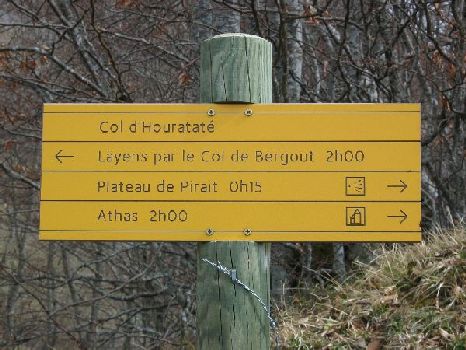 Col d'Hourataté
← Layens par le Col de Bergout 2h00
Plateau de Pirait 0h15 →
Athas 2h00 →